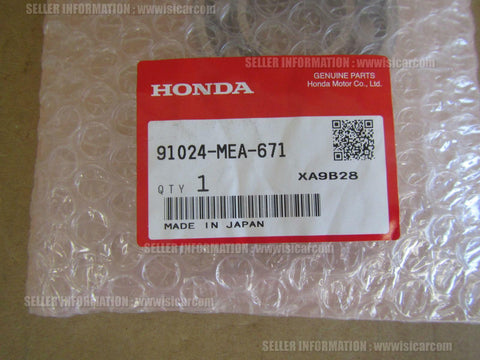 SELLER INFORMATION : www.isicar.com
SELLER INFORMATION : www.isicar.com
HONDA
GENUINE PARTS
Honda Motor Co., Ltd.
91024-MEA-671
XA9B28
QTY 1
MADE IN JAPAN
SELLER INFORMATION : www.isicar.com
SELLER INFORMATION : www.isicar.com
SELLER INFORMATION : www.isicar.com